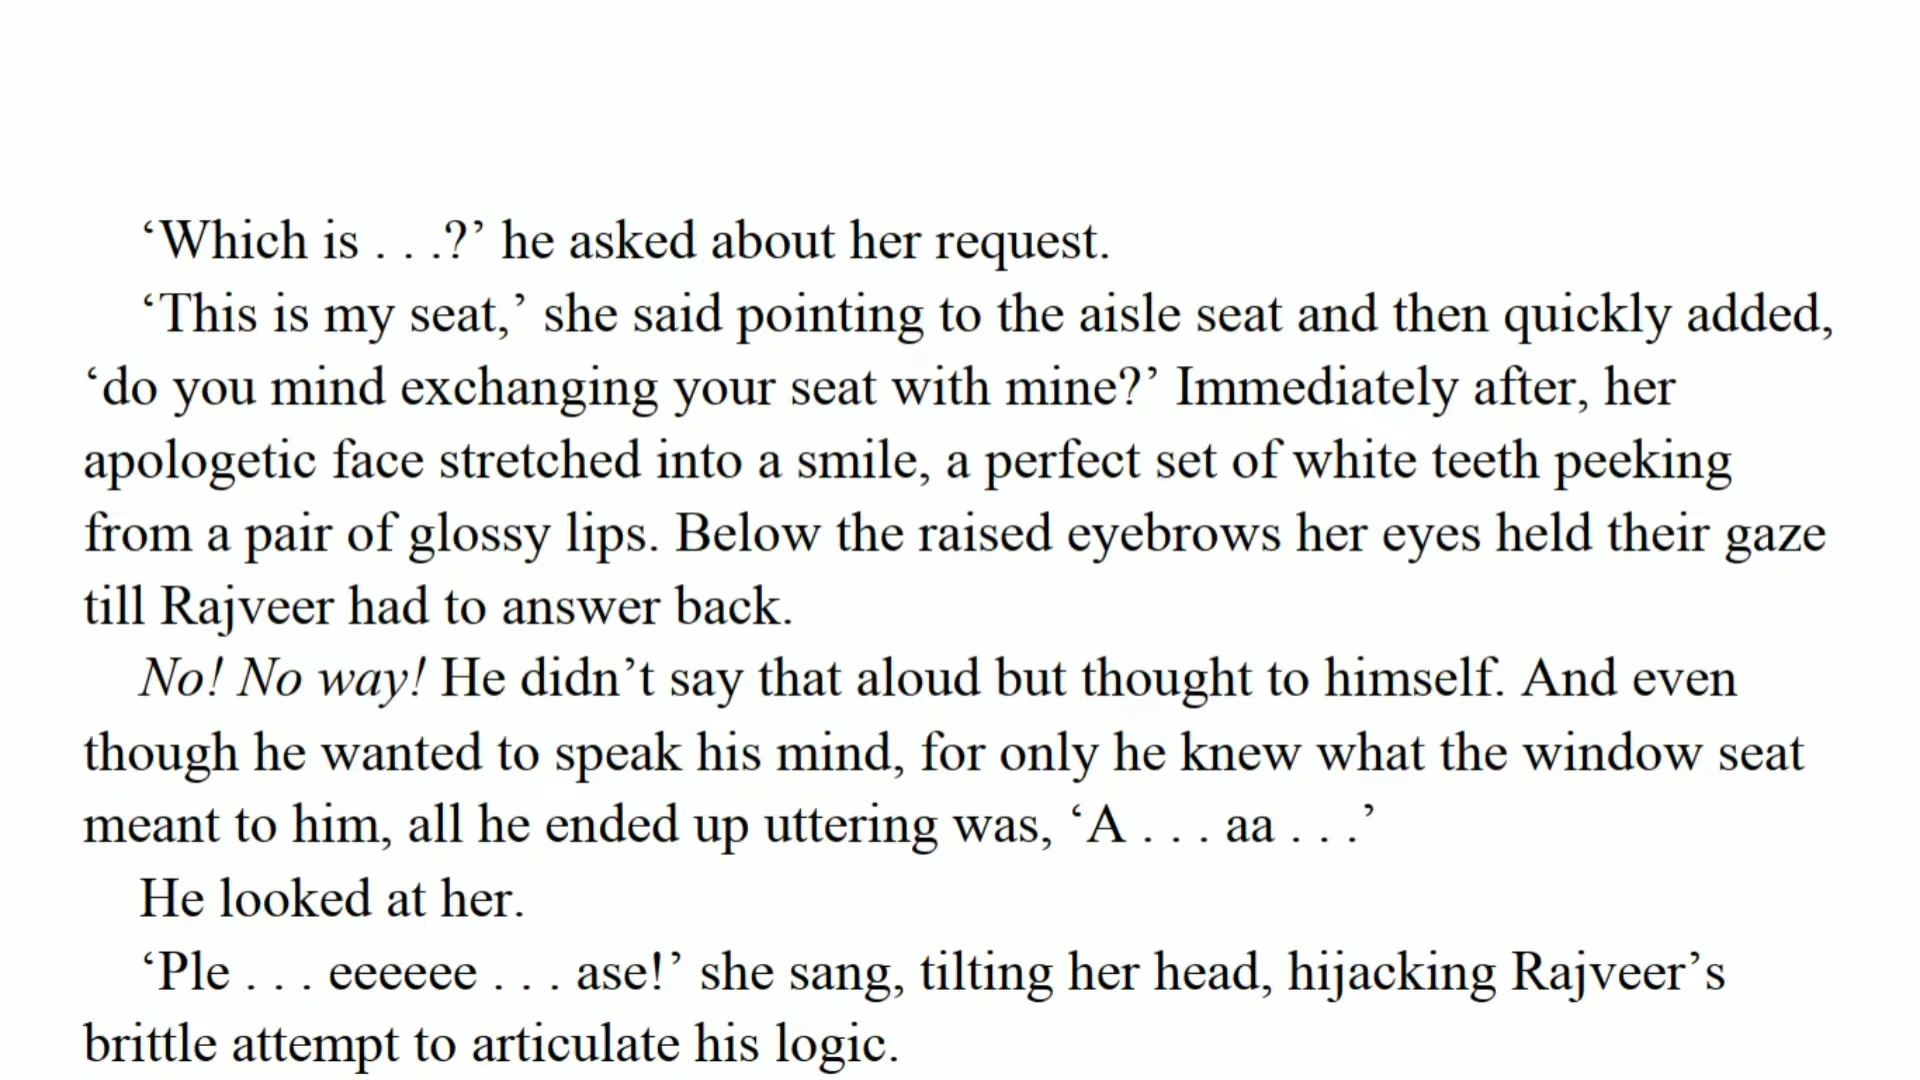 ‘Which is . . .?’ he asked about her request.
‘This is my seat,’ she said pointing to the aisle seat and then quickly added,
‘do you mind exchanging your seat with mine?’ Immediately after, her
apologetic face stretched into a smile, a perfect set of white teeth peeking
from a pair of glossy lips. Below the raised eyebrows her eyes held their gaze
till Rajveer had to answer back.
No! No way! He didn’t say that aloud but thought to himself. And even
though he wanted to speak his mind, for only he knew what the window seat
meant to him, all he ended up uttering was, ‘A . . . aa . . .’
He looked at her.
‘Ple . . . eeeeee . . . ase!’ she sang, tilting her head, hijacking Rajveer’s
brittle attempt to articulate his logic.